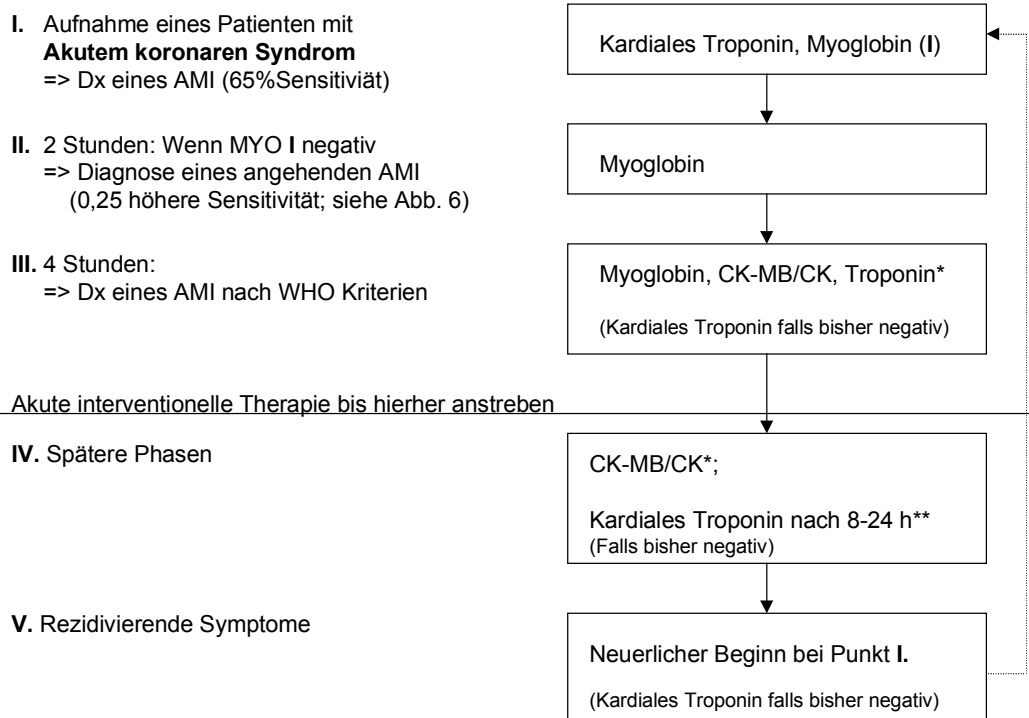 I. Aufnahme eines Patienten mit
Akutem koronaren Syndrom
=> Dx eines AMI (65%Sensitiviät)
Kardiales Troponin, Myoglobin (I)
II. 2 Stunden: Wenn MYO I negativ
=> Diagnose eines angehenden AMI
(0,25 höhere Sensitivität; siehe Abb. 6)
Myoglobin
III. 4 Stunden:
=> Dx eines AMI nach WHO Kriterien
Myoglobin, CK-MB/CK, Troponin*
(Kardiales Troponin falls bisher negativ)
Akute interventionelle Therapie bis hierher anstreben
IV. Spätere Phasen
CK-MB/CK*;
Kardiales Troponin nach 8-24 h**
(Falls bisher negativ)
V. Rezidivierende Symptome
Neuerlicher Beginn bei Punkt I.
(Kardiales Troponin falls bisher negativ)